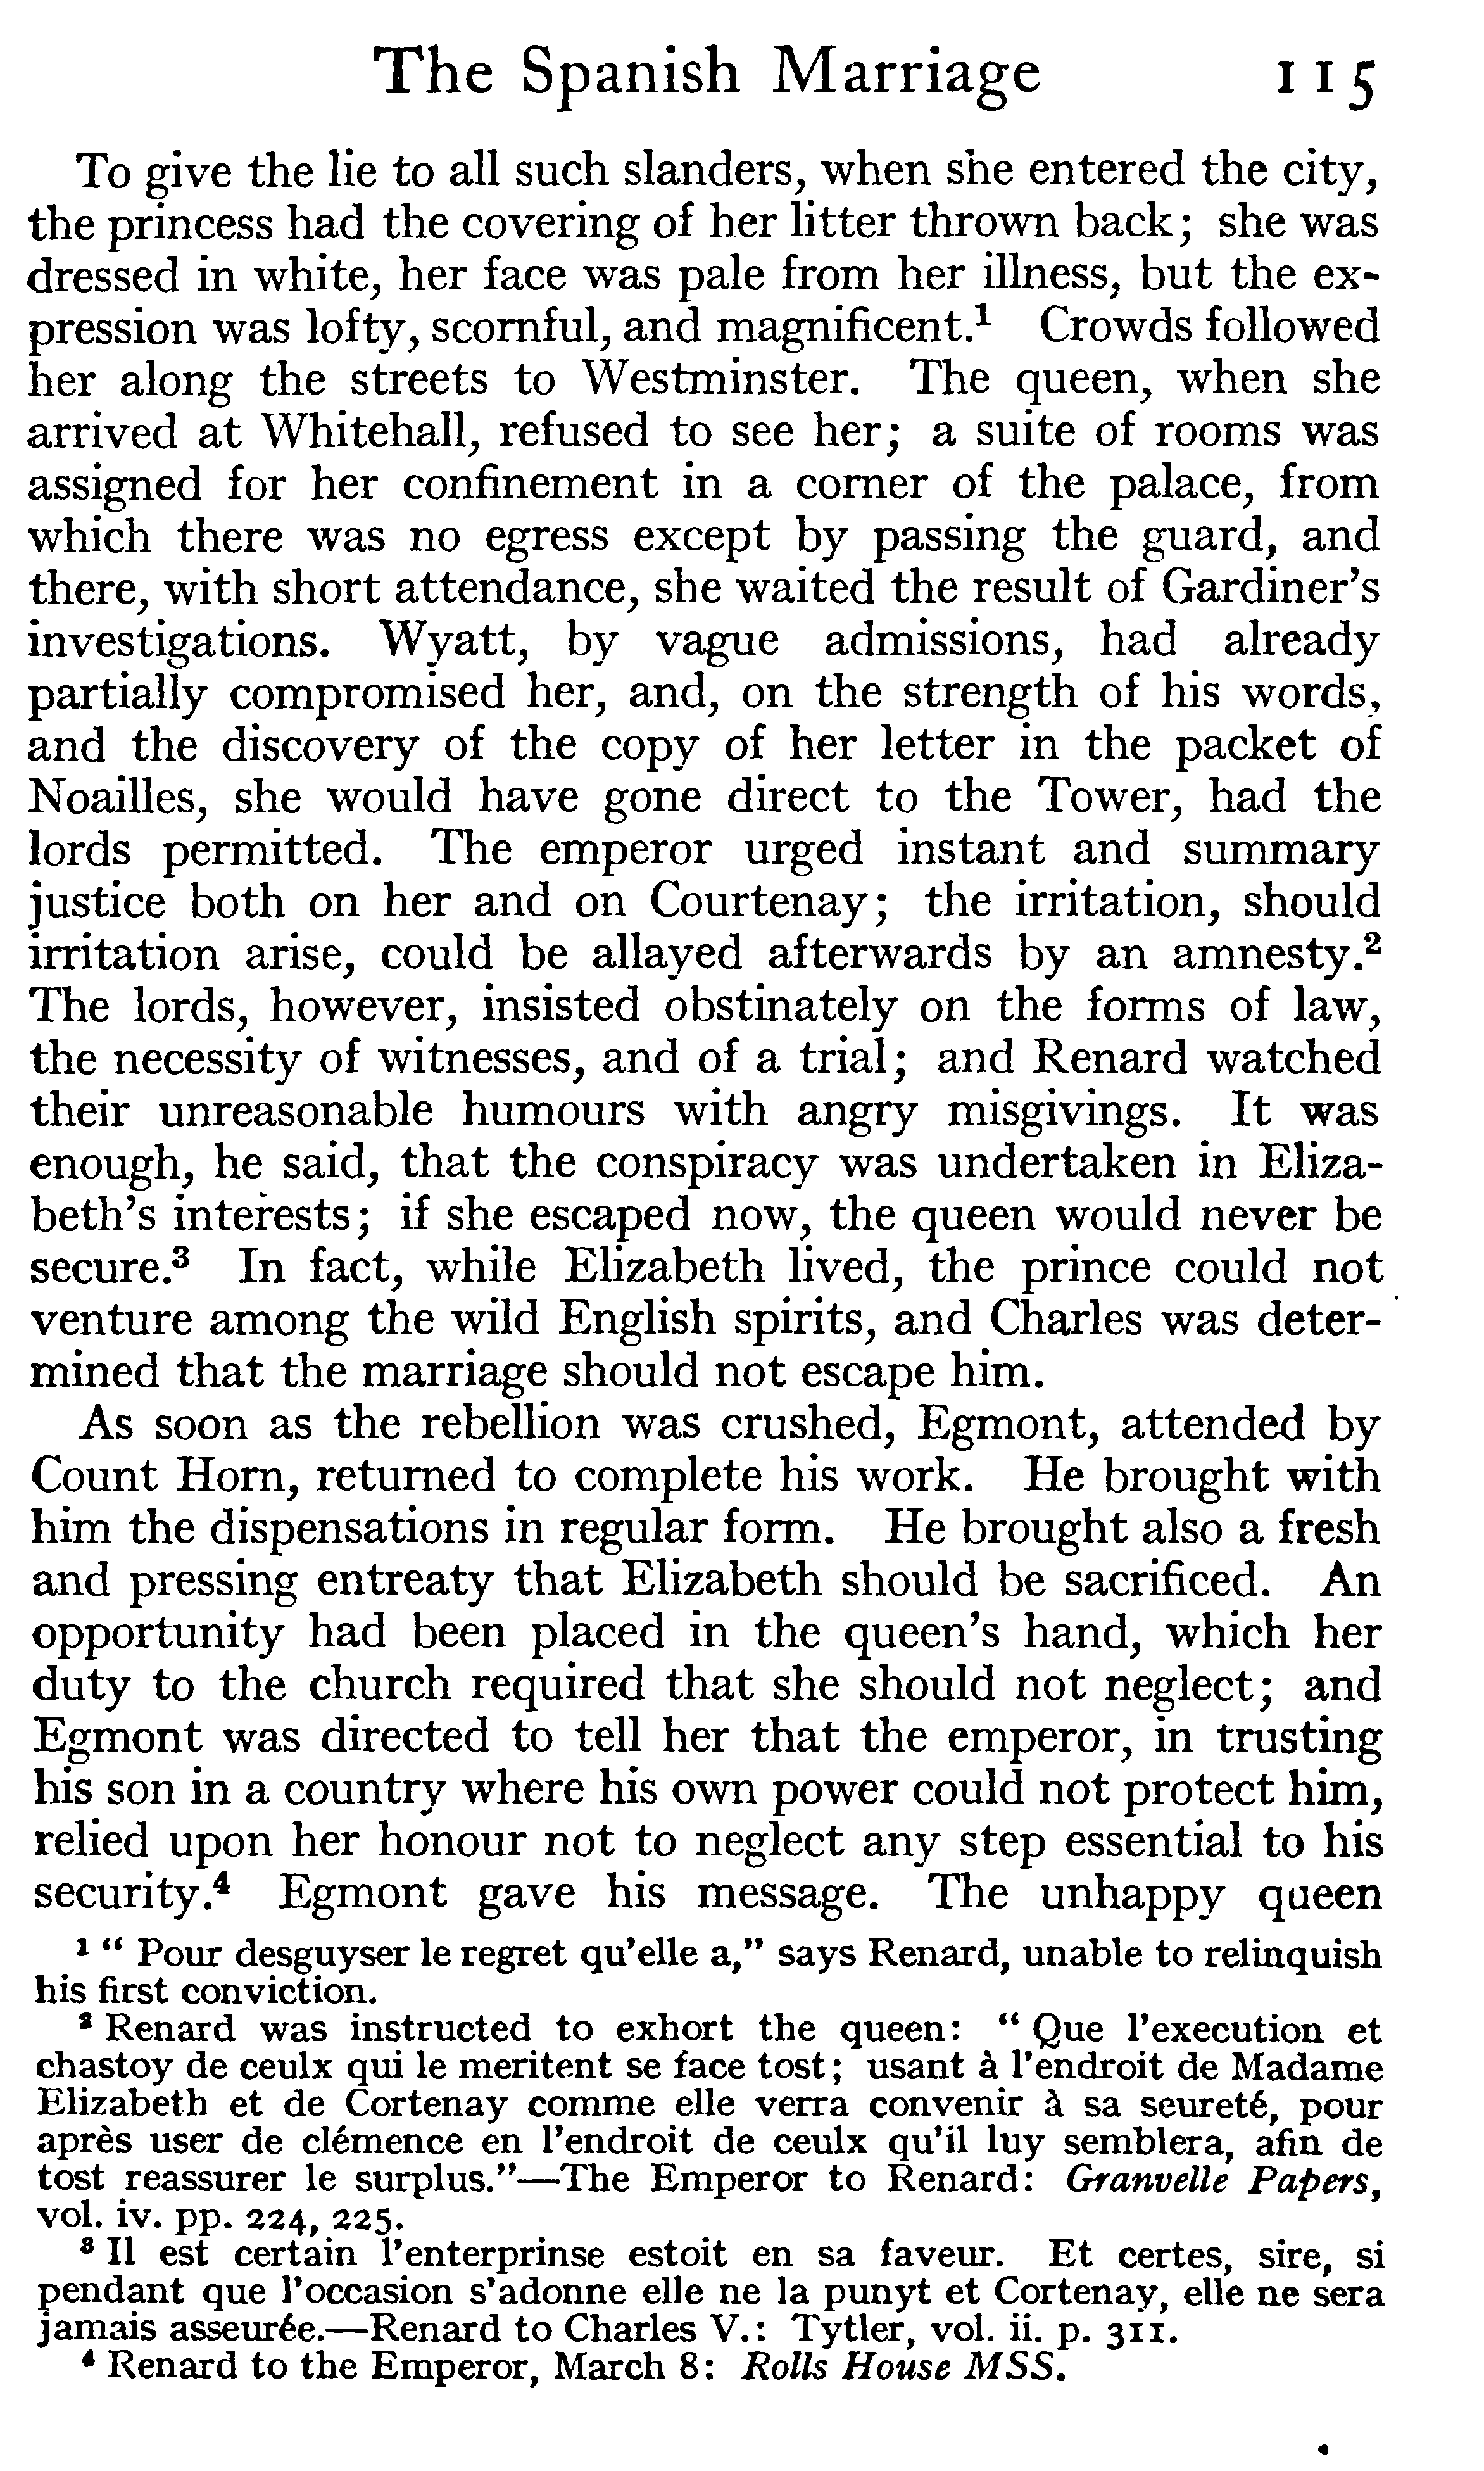 The Spanish Marriage 115
To give the lie to all such slanders, when she entered the city,
the princess had the covering of her litter thrown back; she was
dressed in white, her face was pale from her illness, but the ex-
pression was lofty, scornful, and magnificent.¹ Crowds followed
her along the streets to Westminster. The queen, when she
arrived at Whitehall, refused to see her; a suite of rooms was
assigned for her confinement in a corner of the palace, from
which there was no egress except by passing the guard, and
there, with short attendance, she waited the result of Gardiner's
investigations. Wyatt, by vague admissions, had already
partially compromised her, and, on the strength of his words,
and the discovery of the copy of her letter in the packet of
Noailles, she would have gone direct to the Tower, had the
lords permitted. The emperor urged instant and summary
justice both on her and on Courtenay; the irritation, should
irritation arise, could be allayed afterwards by an amnesty.²
The lords, however, insisted obstinately on the forms of law,
the necessity of witnesses, and of a trial; and Renard watched
their unreasonable humours with angry misgivings. It was
enough, he said, that the conspiracy was undertaken in Eliza-
beth's interests; if she escaped now, the queen would never be
secure.³ In fact, while Elizabeth lived, the prince could not
venture among the wild English spirits, and Charles was deter-
mined that the marriage should not escape him.
As soon as the rebellion was crushed, Egmont, attended by
Count Horn, returned to complete his work. He brought with
him the dispensations in regular form. He brought also a fresh
and pressing entreaty that Elizabeth should be sacrificed. An
opportunity had been placed in the queen's hand, which her
duty to the church required that she should not neglect; and
Egmont was directed to tell her that the emperor, in trusting
his son in a country where his own power could not protect him,
relied upon her honour not to neglect any step essential to his
security.⁴ Egmont gave his message. The unhappy queen
¹ " Pour desguyser le regret qu'elle a," says Renard, unable to relinquish
his first conviction.
² Renard was instructed to exhort the queen: " Que l'execution et
chastoy de ceulx qui le meritent se face tost; usant à l'endroit de Madame
Elizabeth et de Cortenay comme elle verra convenir à sa seureté, pour
après user de clémence en l'endroit de ceulx qu'il luy semblera, afin de
tost reassurer le surplus."—The Emperor to Renard: Granvelle Papers,
vol. iv. pp. 224, 225.
³ Il est certain l'enterprinse estoit en sa faveur. Et certes, sire, si
pendant que l'occasion s'adonne elle ne la punyt et Cortenay, elle ne sera
jamais asseurée.—Renard to Charles V.: Tytler, vol. ii. p. 311.
⁴ Renard to the Emperor, March 8: Rolls House MSS.